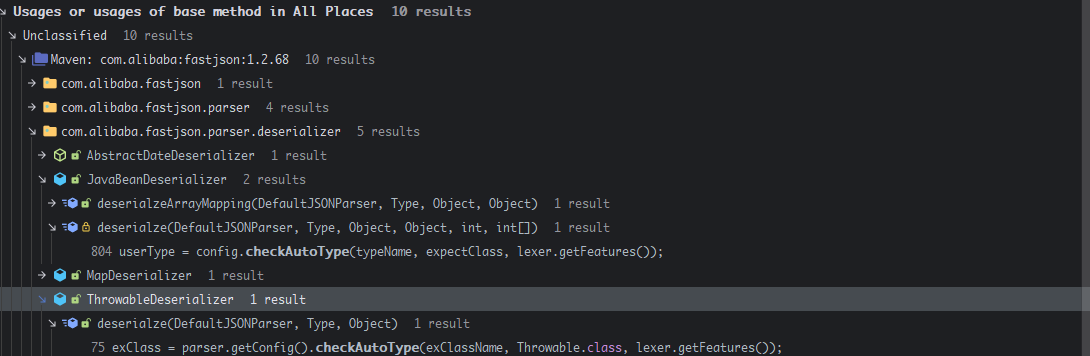 Usages or usages of base method in All Places 10 results
Unclassified 10 results
Maven: com.alibaba:fastjson:1.2.68 10 results
com.alibaba.fastjson 1 result
com.alibaba.fastjson.parser 4 results
com.alibaba.fastjson.parser.deserializer 5 results
AbstractDateDeserializer 1 result
JavaBeanDeserializer 2 results
deserialzeArrayMapping(DefaultJSONParser, Type, Object, Object) 1 result
deserialze(DefaultJSONParser, Type, Object, Object, int, int[]) 1 result
804 userType = config.checkAutoType(typeName, expectClass, lexer.getFeatures());
MapDeserializer 1 result
ThrowableDeserializer 1 result
deserialze(DefaultJSONParser, Type, Object) 1 result
75 exClass = parser.getConfig().checkAutoType(exClassName, Throwable.class, lexer.getFeatures());